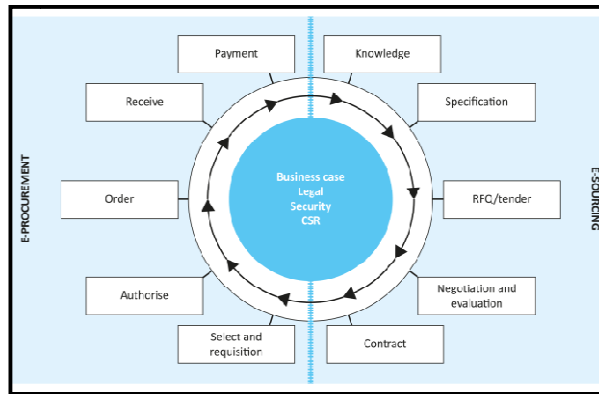 Payment
Knowledge
Receive
Specification
E-PROCUREMENT
Business case
Legal
Security
CSR
E-SOURCING
Order
RFQ/tender
Authorise
Negotiation and
evaluation
Select and
requisition
Contract